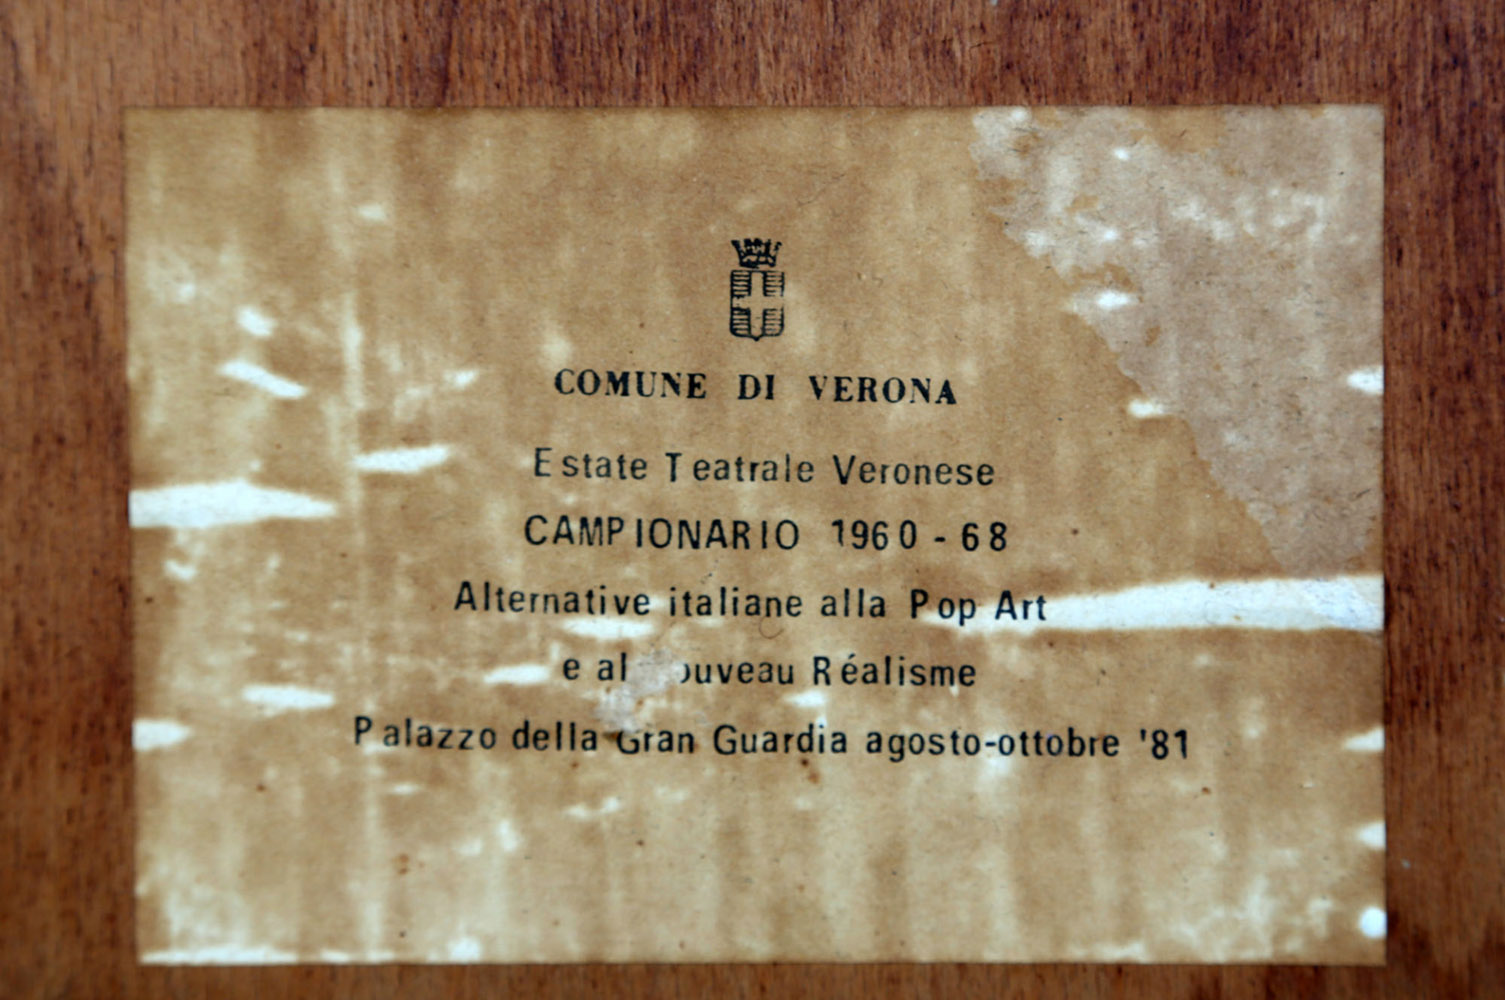 COMUNE DI VERONA
Estate Teatrale Veronese
CAMPIONARIO 1960-68
Alternative italiane alla Pop Art
e al ouveau Réalisme
Palazzo della Gran Guardia agosto-ottobre '81